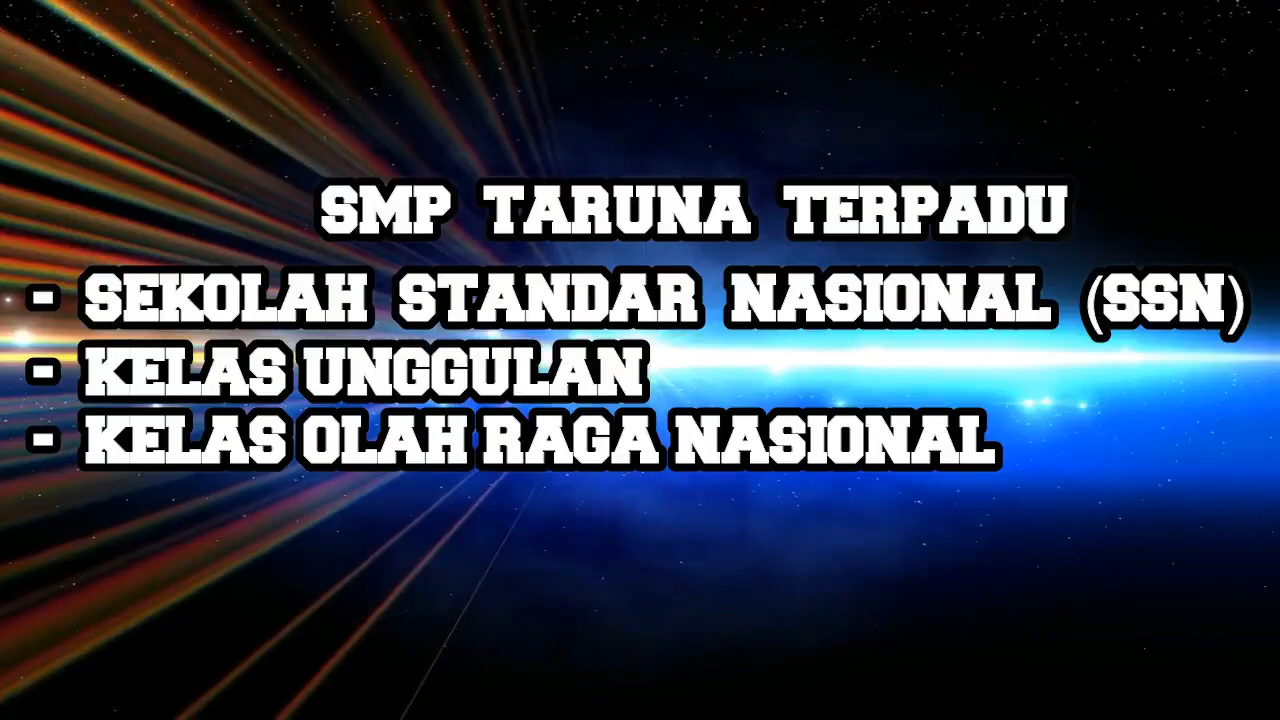 SMP TARUNA TERPADU
- SEKOLAH STANDAR NASIONAL (SSN)
- KELAS UNGGULAN
- KELAS OLAH RAGA NASIONAL